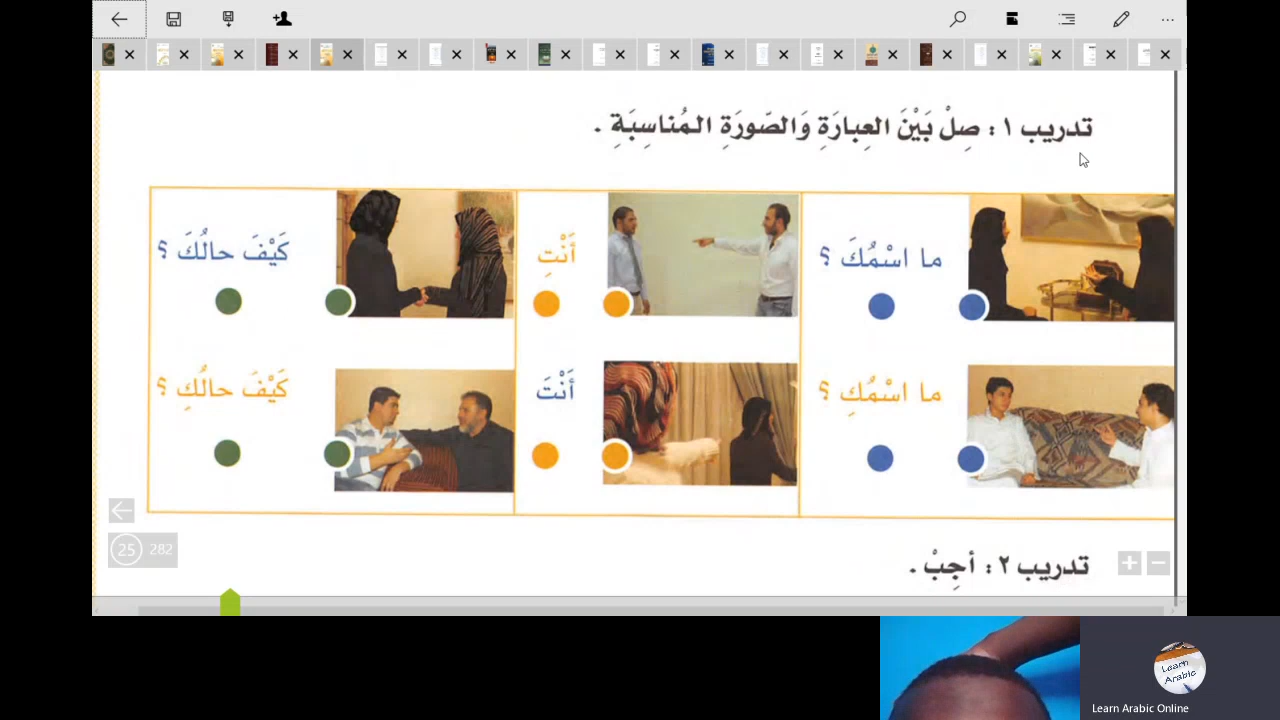 تدريب ١ : صِلْ بَيْنَ العِبارَةِ وَالصّورَةِ المُناسِبَةِ .
ما اسْمُكَ ؟
أَنْتِ
كَيْفَ حالُكَ ؟
ما اسْمُكِ ؟
أَنْتَ
كَيْفَ حالُكِ ؟
25 282
تدريب ٢ : أجِبْ .
Learn Arabic
Learn Arabic Online